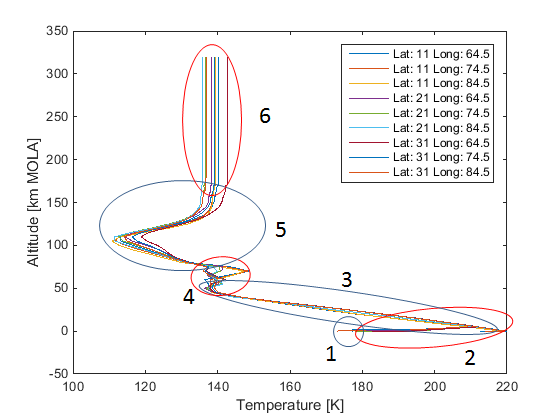 350
300
250
200
150
100
50
0
-50
100 120 140 160 180 200 220
Altitude [km MOLA]
Temperature [K]
Lat: 11 Long: 64.5
Lat: 11 Long: 74.5
Lat: 11 Long: 84.5
Lat: 21 Long: 64.5
Lat: 21 Long: 74.5
Lat: 21 Long: 84.5
Lat: 31 Long: 64.5
Lat: 31 Long: 74.5
Lat: 31 Long: 84.5
6
5
3
4
1
2